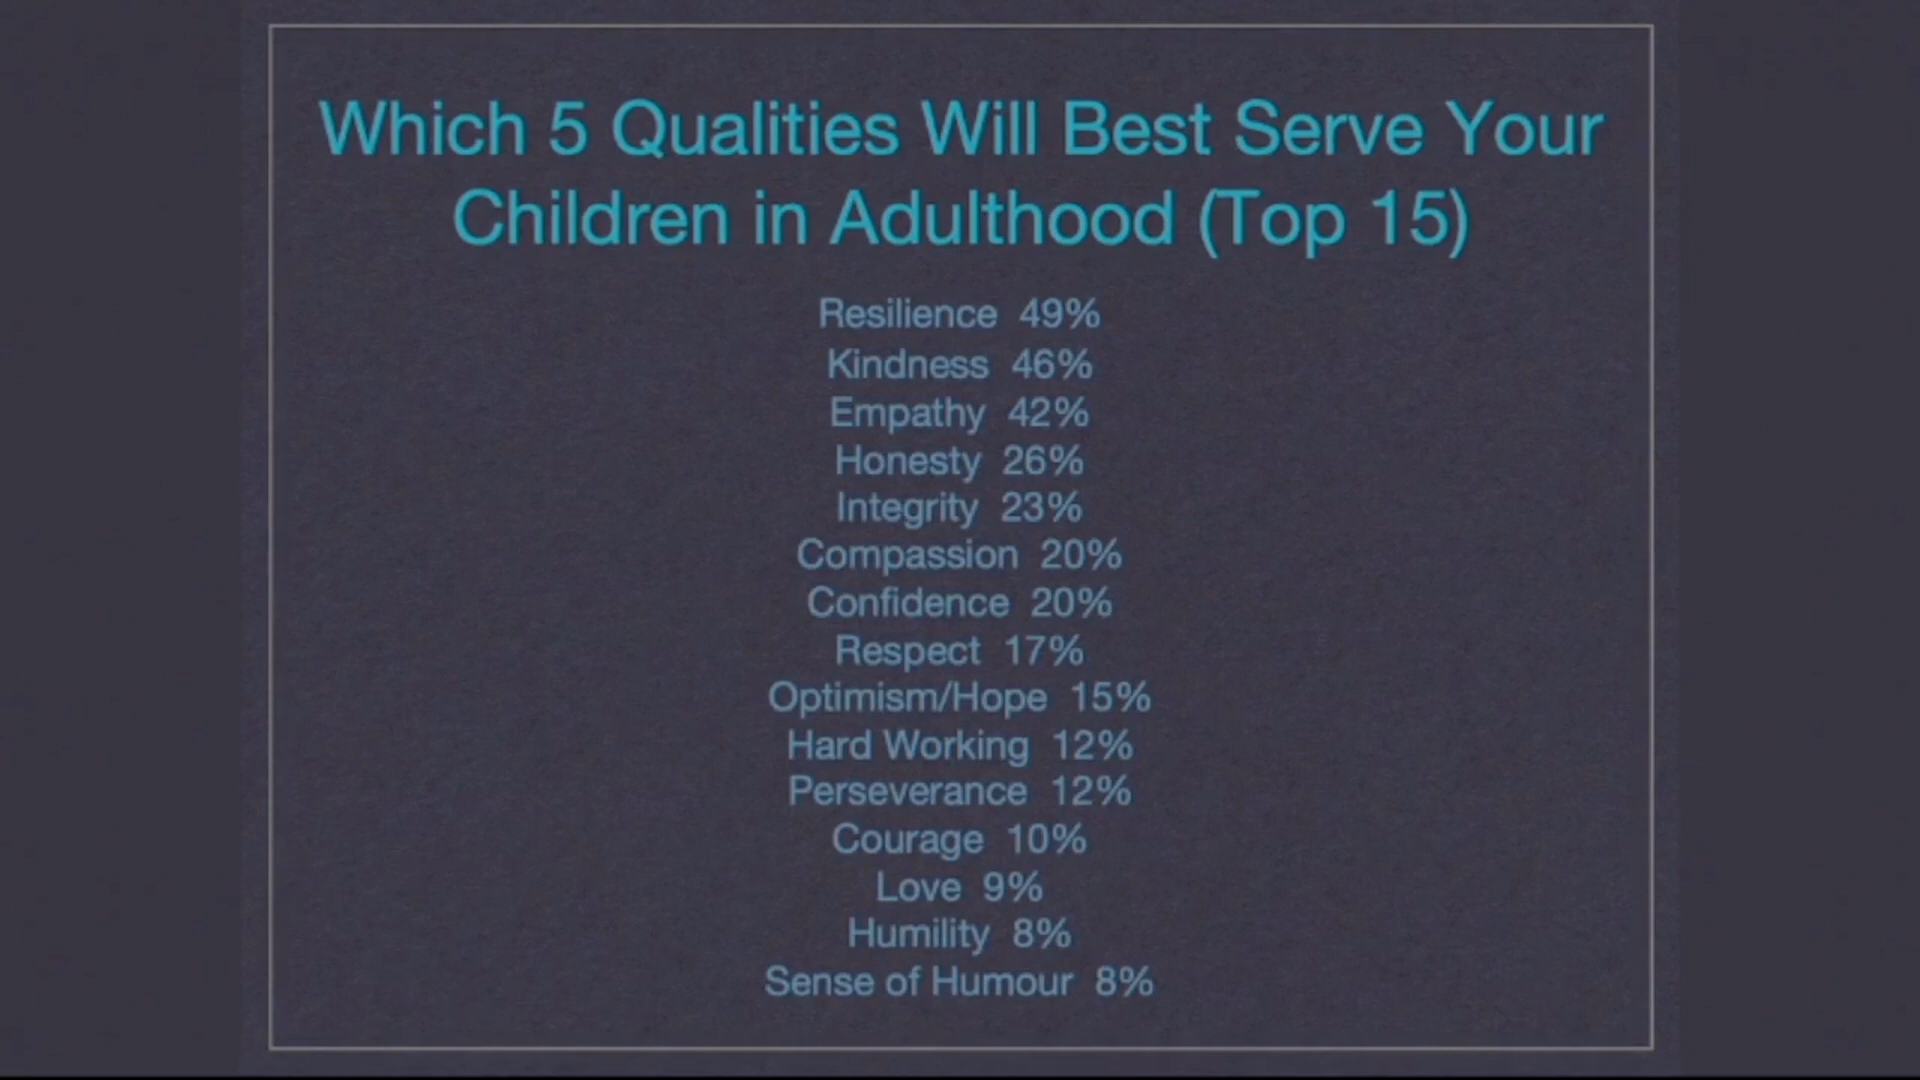 Which 5 Qualities Will Best Serve Your
Children in Adulthood (Top 15)
Resilience 49%
Kindness 46%
Empathy 42%
Honesty 26%
Integrity 23%
Compassion 20%
Confidence 20%
Respect 17%
Optimism/Hope 15%
Hard Working 12%
Perseverance 12%
Courage 10%
Love 9%
Humility 8%
Sense of Humour 8%